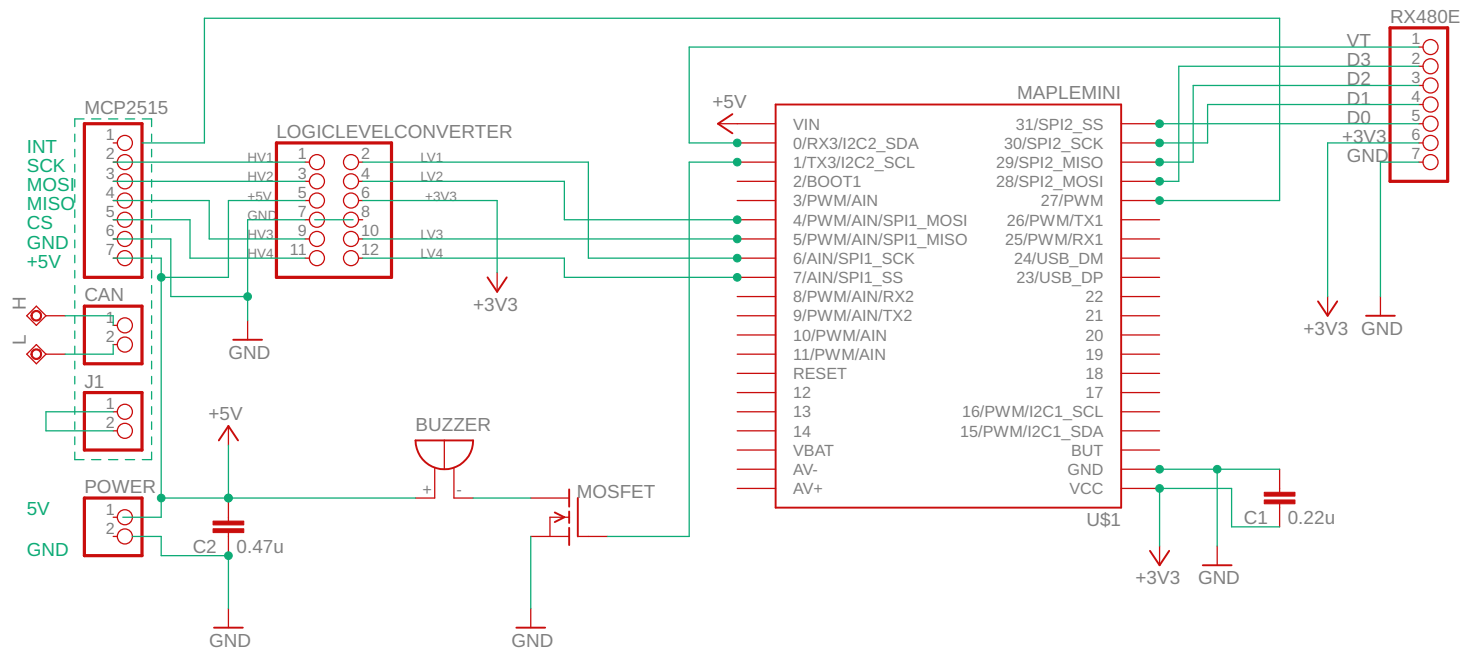 RX480E
VT
1
D3
2
D2
3
D1
4
D0
5
+3V3
6
GND
7
+3V3
GND
MCP2515
INT
1
SCK
2
MOSI
3
MISO
4
CS
5
GND
6
+5V
7
LOGICLEVELCONVERTER
HV1
1
2
LV1
HV2
3
4
LV2
+5V
5
6
+3V3
GND
7
8
HV3
9
10
LV3
HV4
11
12
LV4
+3V3
GND
CAN
H
1
L
2
J1
1
2
POWER
5V
1
GND
2
+5V
C2
0.47u
GND
BUZZER
+
-
MOSFET
GND
+5V
MAPLEMINI
VIN
0/RX3/I2C2_SDA
1/TX3/I2C2_SCL
2/BOOT1
3/PWM/AIN
4/PWM/AIN/SPI1_MOSI
5/PWM/AIN/SPI1_MISO
6/AIN/SPI1_SCK
7/AIN/SPI1_SS
8/PWM/AIN/RX2
9/PWM/AIN/TX2
10/PWM/AIN
11/PWM/AIN
RESET
12
13
14
VBAT
AV-
AV+
31/SPI2_SS
30/SPI2_SCK
29/SPI2_MISO
28/SPI2_MOSI
27/PWM
26/PWM/TX1
25/PWM/RX1
24/USB_DM
23/USB_DP
22
21
20
19
18
17
16/PWM/I2C1_SCL
15/PWM/I2C1_SDA
BUT
GND
VCC
U$1
C1
0.22u
+3V3
GND